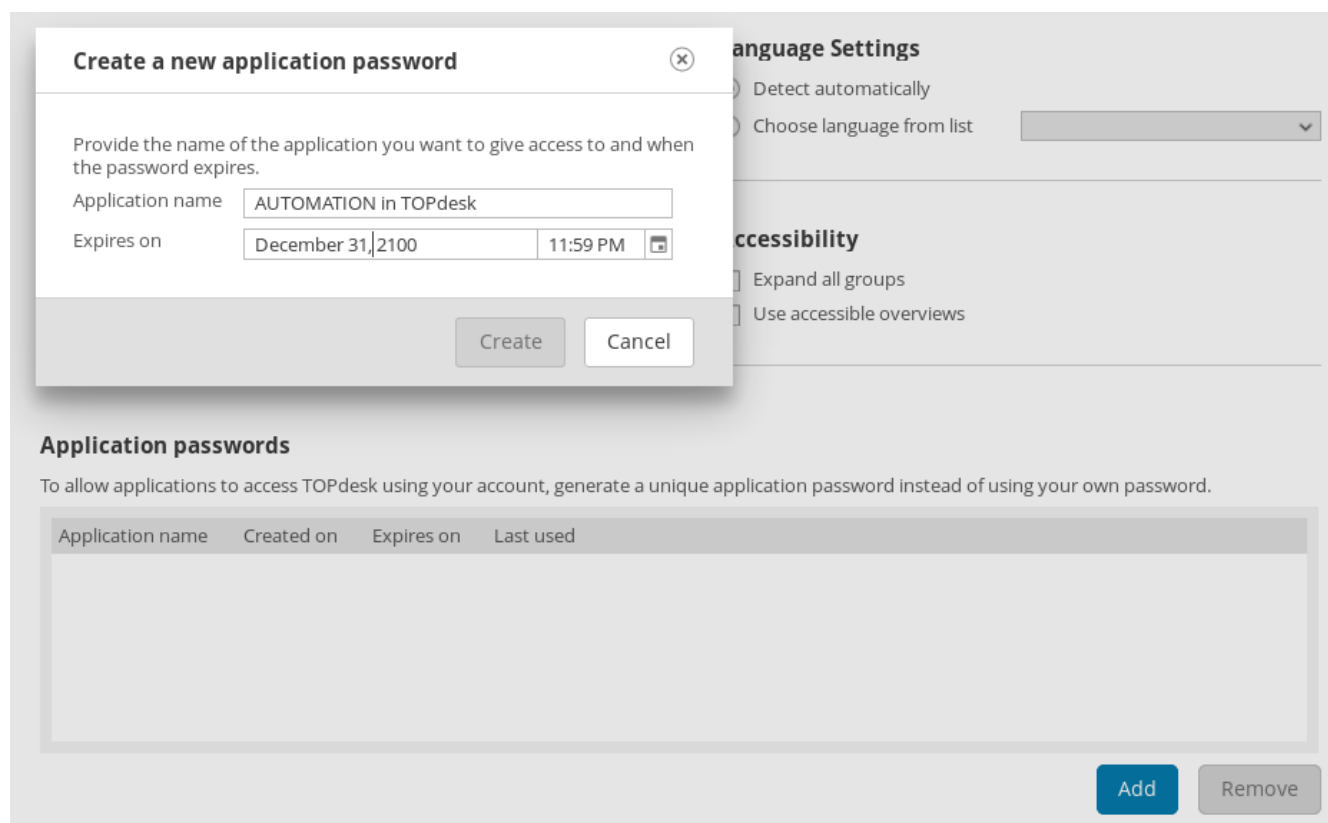 Create a new application password
Provide the name of the application you want to give access to and when
the password expires.
Application name AUTOMATION in TOPdesk
Expires on December 31, 2100 11:59 PM
Create Cancel
anguage Settings
Detect automatically
Choose language from list
ccessibility
Expand all groups
Use accessible overviews
Application passwords
To allow applications to access TOPdesk using your account, generate a unique application password instead of using your own password.
Application name Created on Expires on Last used
Add Remove